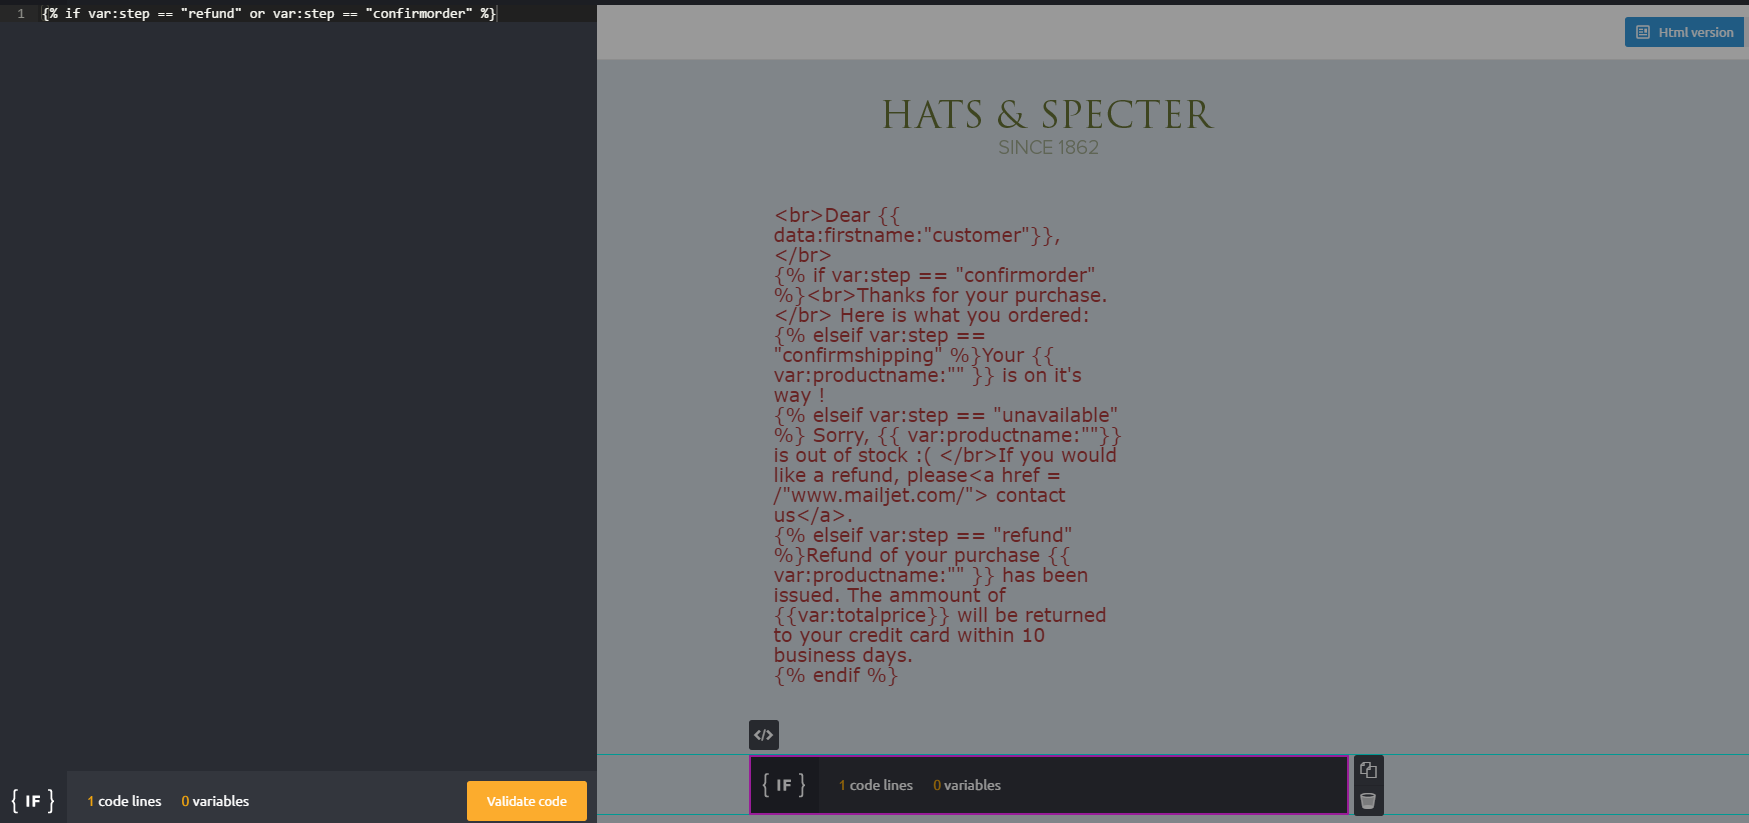 1 {% if var:step == "refund" or var:step == "confirmorder" %}
Html version
HATS & SPECTER
SINCE 1862
<br>Dear {{
data:firstname:"customer"}},
</br>
{% if var:step == "confirmorder"
%}<br>Thanks for your purchase.
</br> Here is what you ordered:
{% elseif var:step ==
"confirmshipping" %}Your {{
var:productname:"" }} is on it's
way !
{% elseif var:step == "unavailable"
%} Sorry, {{ var:productname:""}}
is out of stock :( </br>If you would
like a refund, please<a href =
/"www.mailjet.com/"> contact
us</a>.
{% elseif var:step == "refund"
%}Refund of your purchase {{
var:productname:"" }} has been
issued. The ammount of
{{var:totalprice}} will be returned
to your credit card within 10
business days.
{% endif %}
</>
{ IF } 1 code lines 0 variables
{ IF } 1 code lines 0 variables Validate code